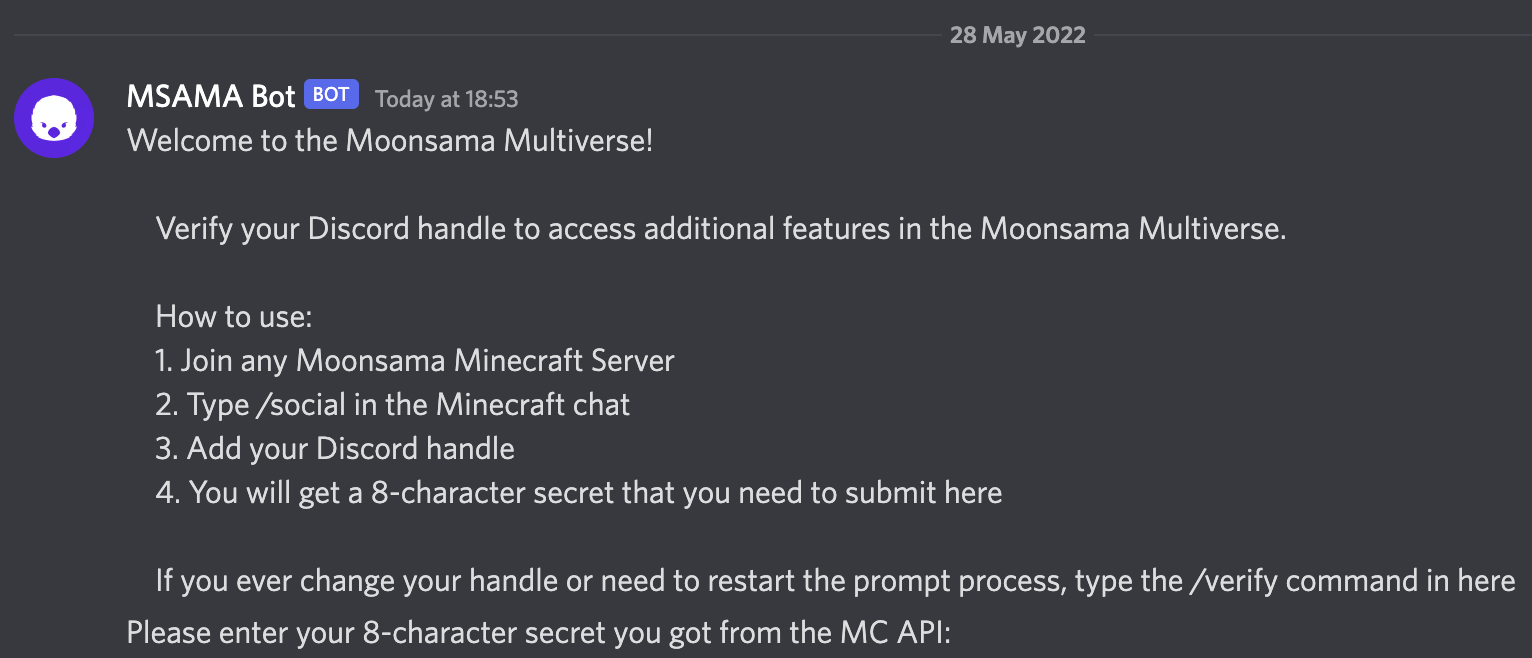 28 May 2022
MSAMA Bot BOT Today at 18:53
Welcome to the Moonsama Multiverse!
Verify your Discord handle to access additional features in the Moonsama Multiverse.
How to use:
1. Join any Moonsama Minecraft Server
2. Type /social in the Minecraft chat
3. Add your Discord handle
4. You will get a 8-character secret that you need to submit here
If you ever change your handle or need to restart the prompt process, type the /verify command in here
Please enter your 8-character secret you got from the MC API: